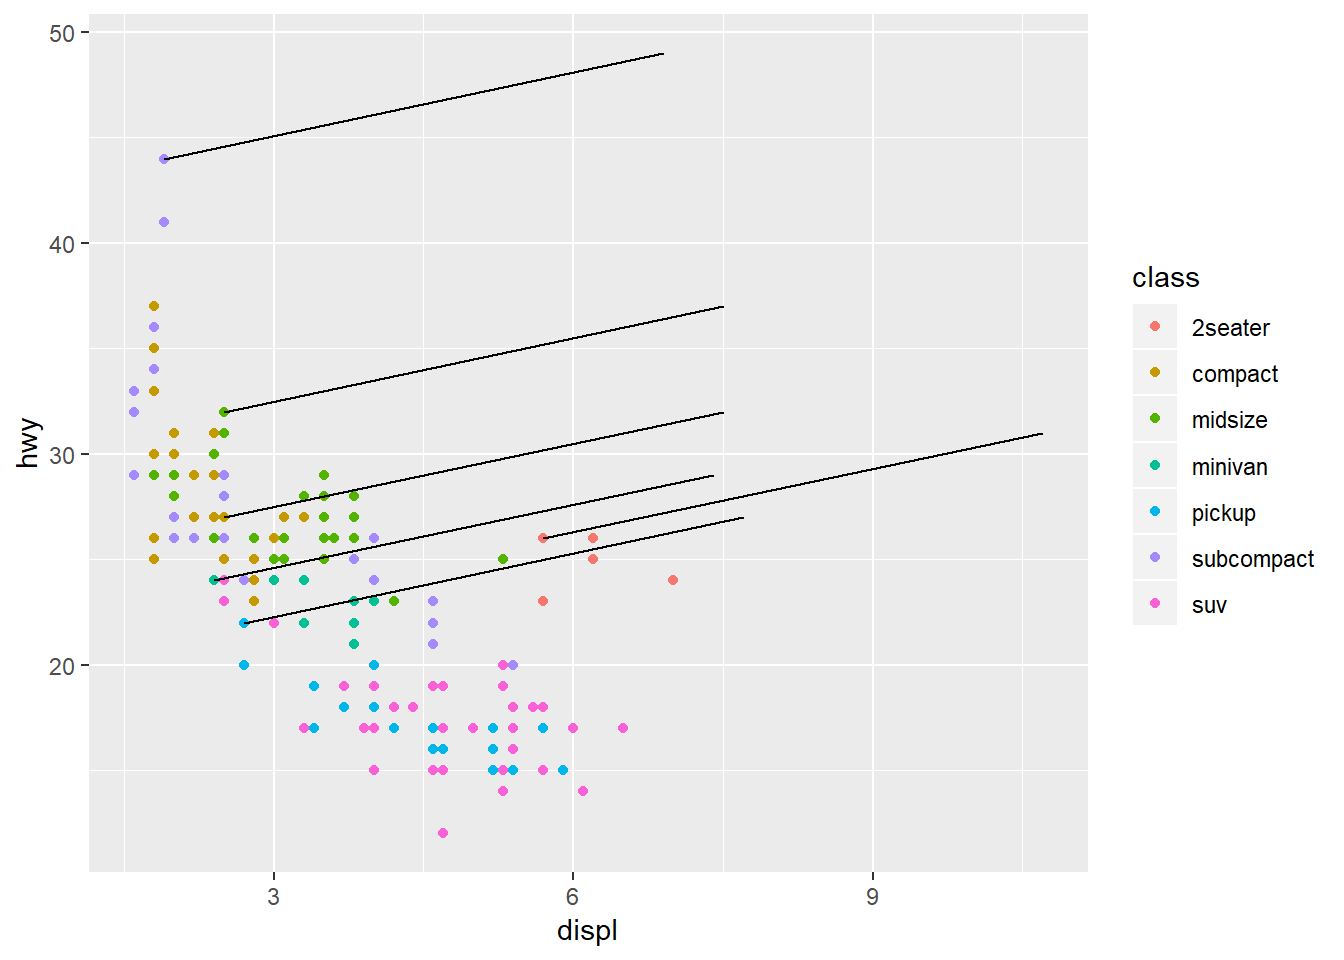 50
40
30
20
hwy
3 6 9
displ
class
2seater
compact
midsize
minivan
pickup
subcompact
suv